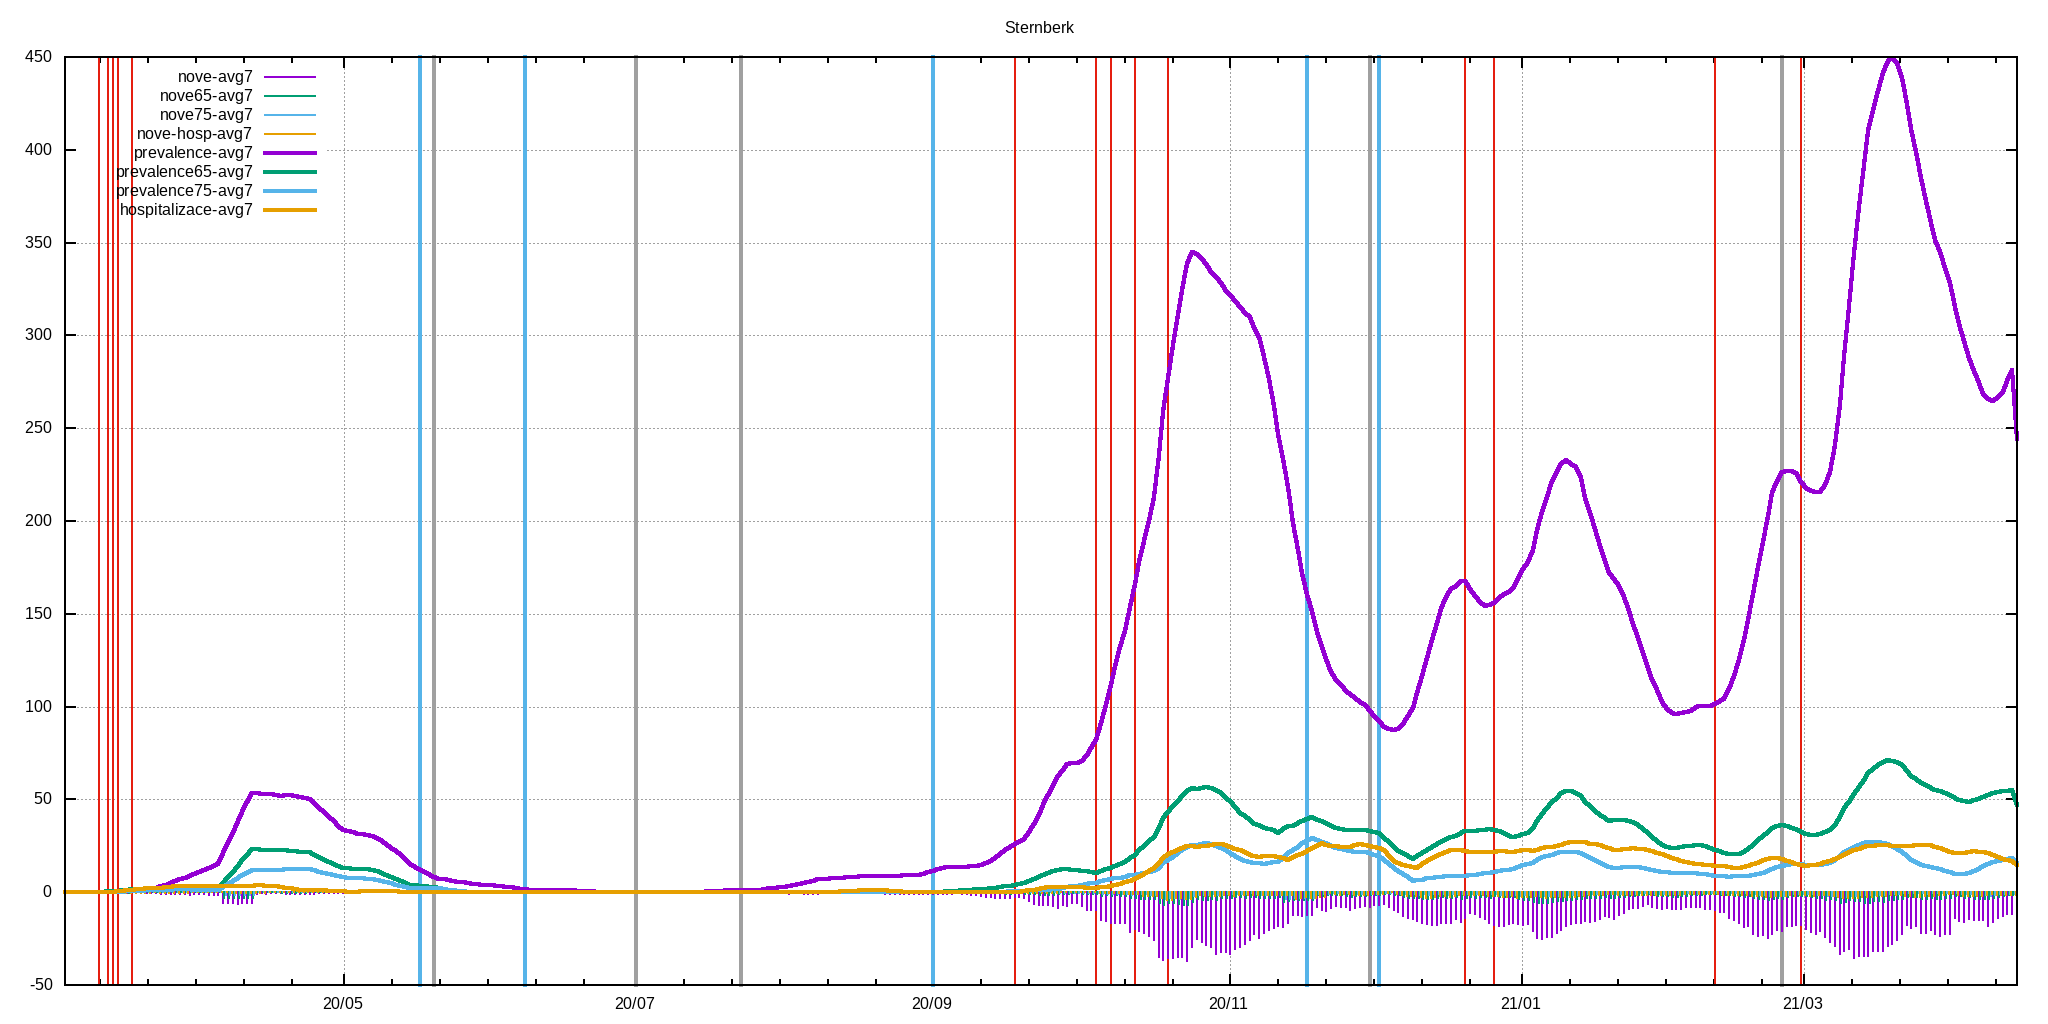 Sternberk
450
400
350
300
250
200
150
100
50
0
-50
nove-avg7
nove65-avg7
nove75-avg7
nove-hosp-avg7
prevalence-avg7
prevalence65-avg7
prevalence75-avg7
hospitalizace-avg7
20/05 20/07 20/09 20/11 21/01 21/03